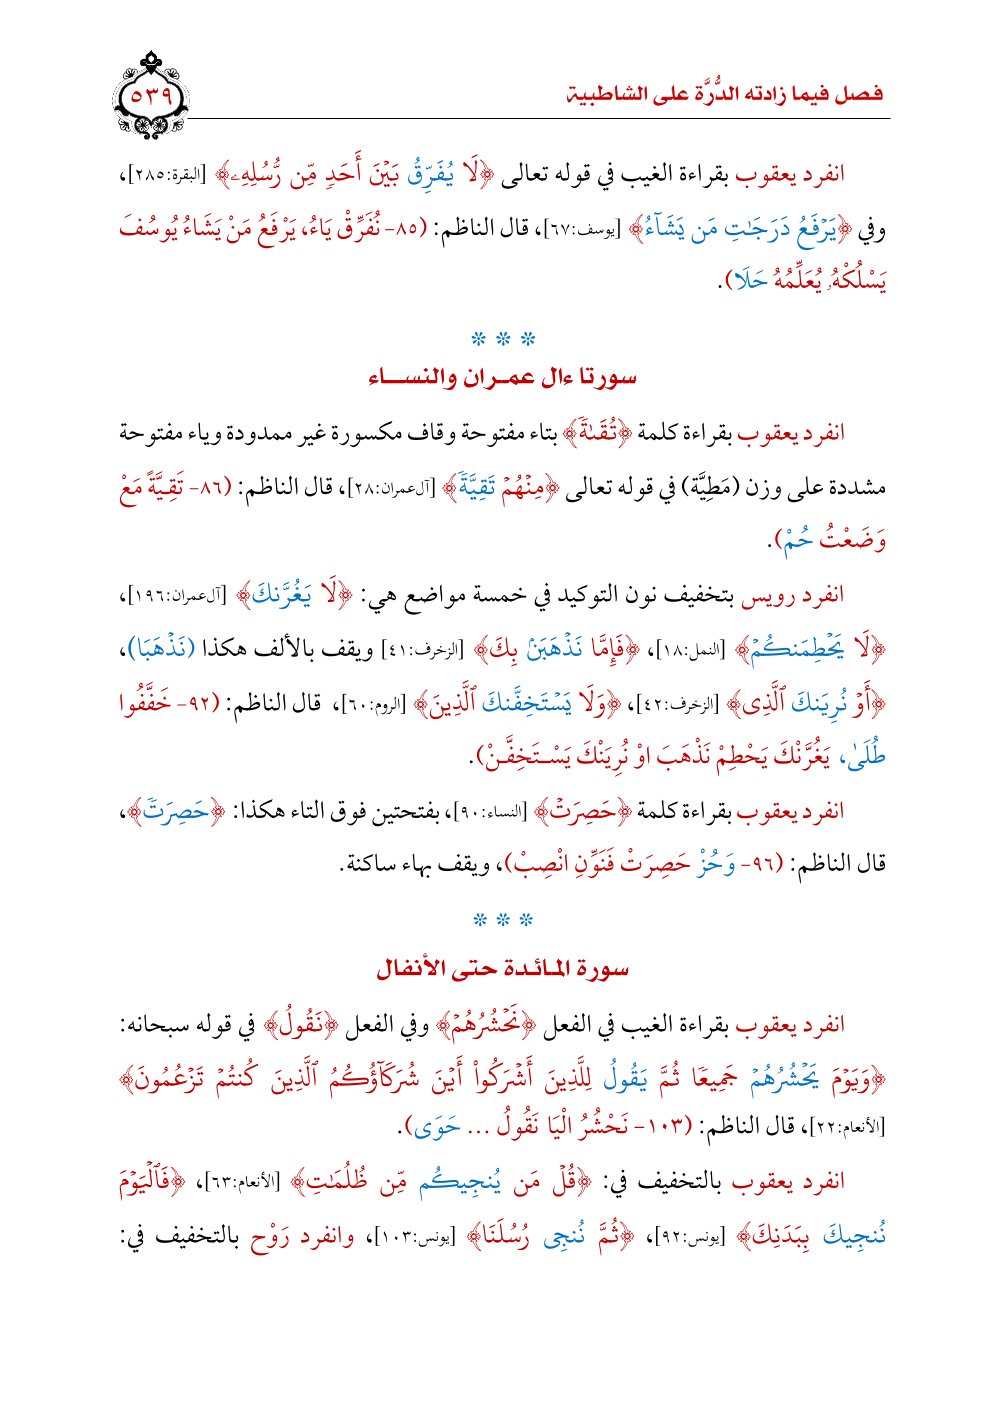 فصل فيما زادته الدُّرَّة على الشاطبية
٥٣٩
انفرد يعقوب بقراءة الغيب في قوله تعالى ﴿لَا يُفَرِّقُ بَيْنَ أَحَدٍ مِّن رُّسُلِهِۦ﴾ [البقرة:٢٨٥]،
وفي ﴿يَرْفَعُ دَرَجَـٰتٍ مَن يَشَآءُ﴾ [يوسف:٦٧]، قال الناظم: (٨٥- نُفَرِّقُ يَاءُ، يَرْفَعُ مَنْ يَشَاءُ يُوسُفَ
يَسْلُكْهُ، يُعَلِّمُهُ حَلَا).
* * *
سورتا ءال عمـران والنســاء
انفرد يعقوب بقراءة كلمة ﴿تُقَىٰةً﴾ بتاء مفتوحة وقاف مكسورة غير ممدودة وياء مفتوحة
مشددة على وزن (مَطِيَّة) في قوله تعالى ﴿مِنْهُمْ تَقِيَّةً﴾ [آل عمران:٢٨]، قال الناظم: (٨٦- تَقِيَّةً مَعْ
وَضَعْتُ حُمْ).
انفرد رويس بتخفيف نون التوكيد في خمسة مواضع هي: ﴿لَا يَغُرَّنكَ﴾ [آل عمران:١٩٦]،
﴿لَا يَحْطِمَنكُمْ﴾ [النمل:١٨]، ﴿فَإِمَّا نَذْهَبَنۢ بِكَ﴾ [الزخرف:٤١] ويقف بالألف هكذا (نَذْهَبَا)،
﴿أَوْ نُرِيَنكَ ٱلَّذِى﴾ [الزخرف:٤٢]، ﴿وَلَا يَسْتَخِفَّنكَ ٱلَّذِينَ﴾ [الروم:٦٠]، قال الناظم: (٩٢- خَفَّفُوا
طُلَىٰ، يَغُرَّنْكَ يَحْطِمْ نَذْهَبَ اوْ نُرِيَنْكَ يَسْـتَخِفَّـنْ).
انفرد يعقوب بقراءة كلمة ﴿حَصِرَتْ﴾ [النساء:٩٠]، بفتحتين فوق التاء هكذا: ﴿حَصِرَتً﴾،
قال الناظم: (٩٦- وَحُزْ حَصِرَتْ فَنَوِّنِ انْصِبْ)، ويقف بهاء ساكنة.
* * *
سورة المائدة حتى الأنفال
انفرد يعقوب بقراءة الغيب في الفعل ﴿نَحْشُرُهُمْ﴾ وفي الفعل ﴿نَقُولُ﴾ في قوله سبحانه:
﴿وَيَوْمَ يَحْشُرُهُمْ جَمِيعًا ثُمَّ يَقُولُ لِلَّذِينَ أَشْرَكُوا۟ أَيْنَ شُرَكَآؤُكُمُ ٱلَّذِينَ كُنتُمْ تَزْعُمُونَ﴾
[الأنعام:٢٢]، قال الناظم: (١٠٣- نَحْشُرُ الْيَا نَقُولُ ... حَوَى).
انفرد يعقوب بالتخفيف في: ﴿قُلْ مَن يُنجِيكُم مِّن ظُلُمَـٰتِ﴾ [الأنعام:٦٣]، ﴿فَٱلْيَوْمَ
نُنجِيكَ بِبَدَنِكَ﴾ [يونس:٩٢]، ﴿ثُمَّ نُنجِى رُسُلَنَا﴾ [يونس:١٠٣]، وانفرد رَوْح بالتخفيف في: